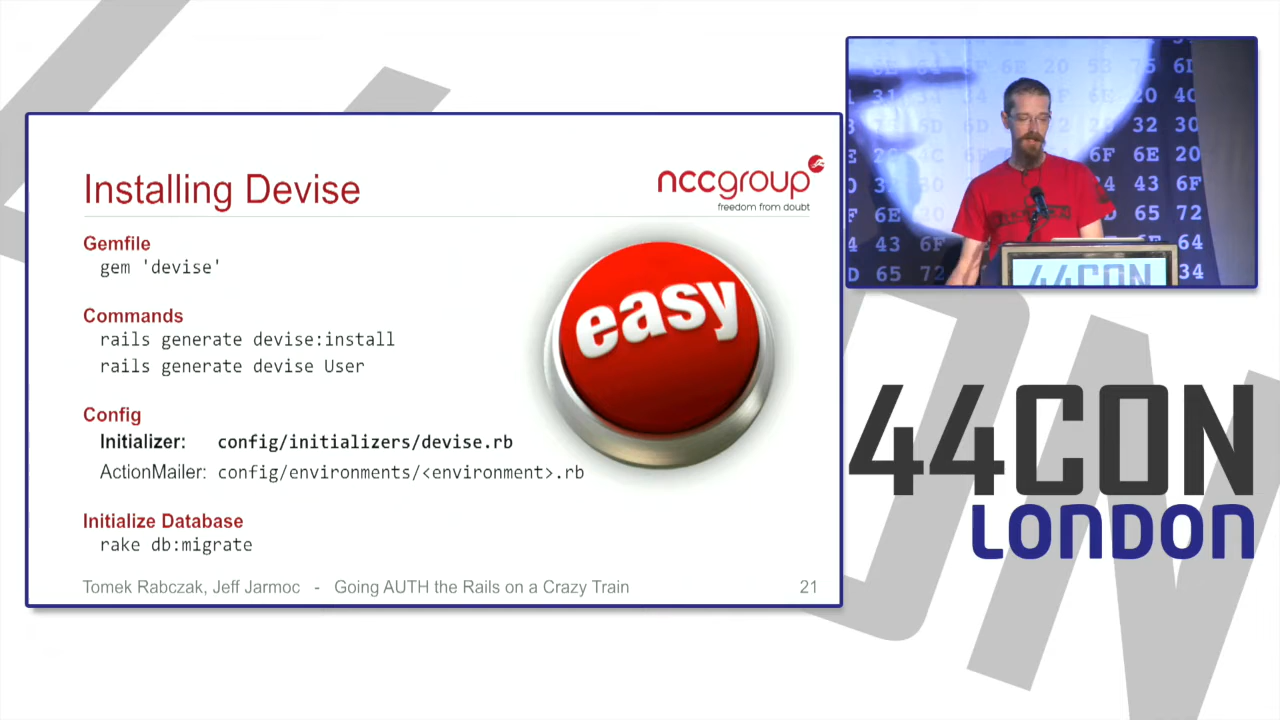 Installing Devise
nccgroup
freedom from doubt
Gemfile
gem 'devise'
Commands
rails generate devise:install
rails generate devise User
Config
Initializer: config/initializers/devise.rb
ActionMailer: config/environments/<environment>.rb
Initialize Database
rake db:migrate
easy
Tomek Rabczak, Jeff Jarmoc - Going AUTH the Rails on a Crazy Train 21
44CON
44CON
LONDON